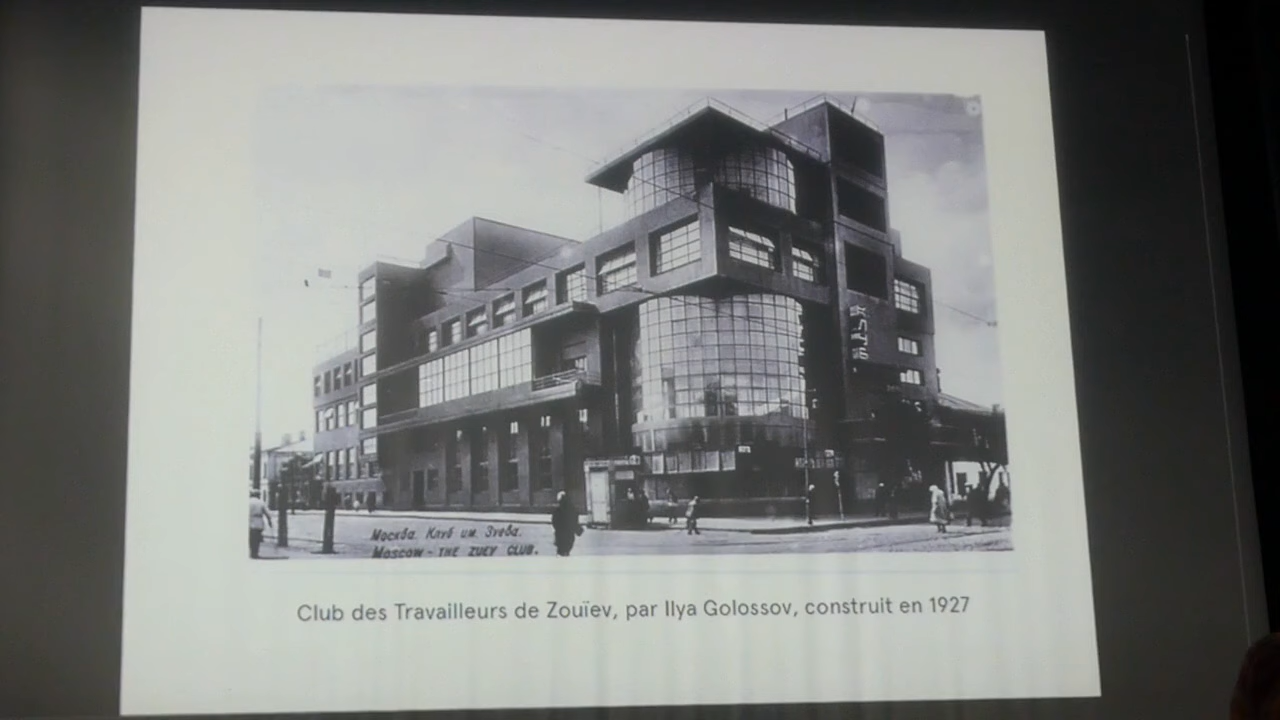 КЛУБ
Москва. Клуб им. Зуева.
MOSCOW - THE ZUEV CLUB.
Club des Travailleurs de Zouïev, par Ilya Golossov, construit en 1927